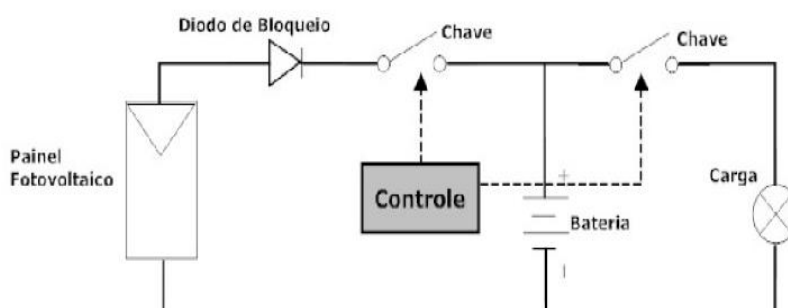 Diodo de Bloqueio
Chave
Chave
Painel
Fotovoltaico
Controle
+
Bateria
Carga